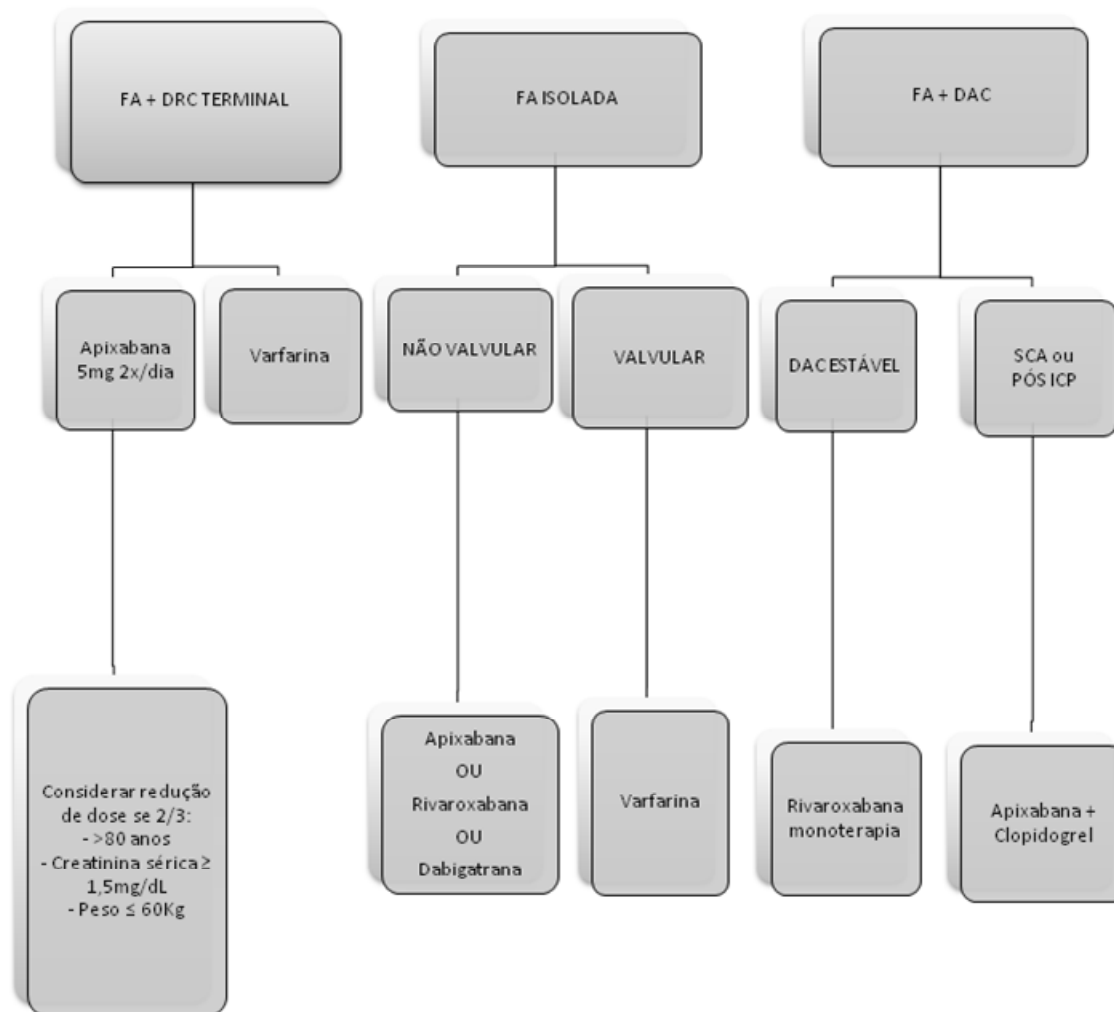 FA + DRC TERMINAL
FA ISOLADA
FA + DAC
Apixabana
5mg 2x/dia
Varfarina
NÃO VALVULAR
VALVULAR
DAC ESTÁVEL
SCA ou
PÓS ICP
Considerar redução
de dose se 2/3:
- >80 anos
- Creatinina sérica ≥
1,5mg/dL
- Peso ≤ 60Kg
Apixabana
OU
Rivaroxabana
OU
Dabigatrana
Varfarina
Rivaroxabana
monoterapia
Apixabana +
Clopidogrel